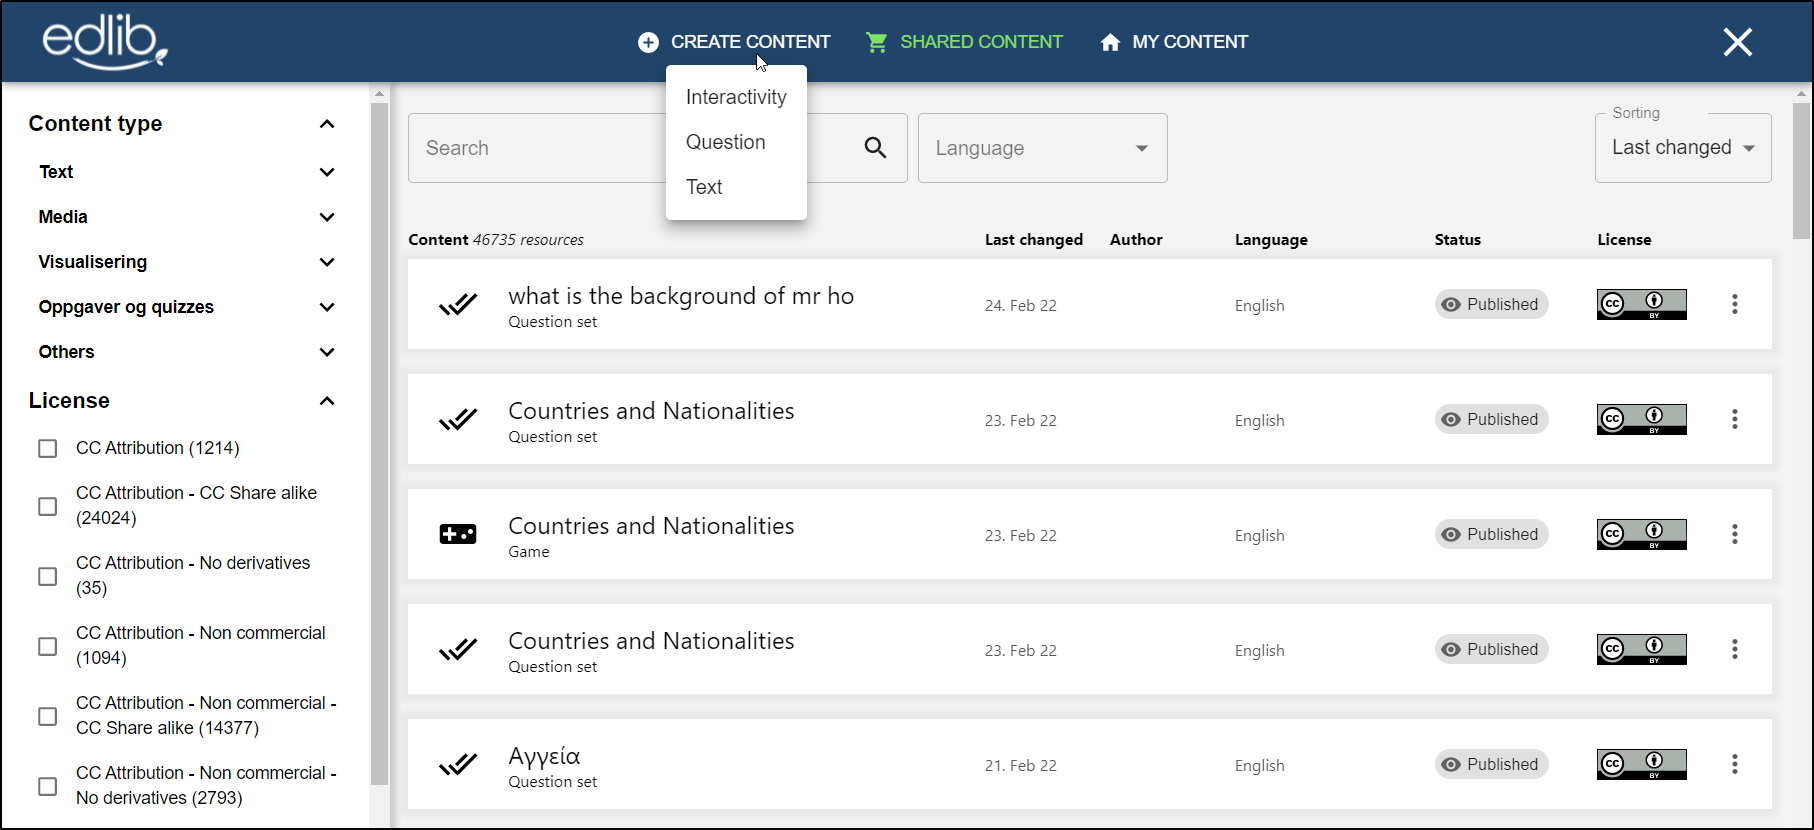 edlib
CREATE CONTENT
SHARED CONTENT
MY CONTENT
Interactivity
Question
Text
Content type
Text
Media
Visualisering
Oppgaver og quizzes
Others
License
CC Attribution (1214)
CC Attribution - CC Share alike
(24024)
CC Attribution - No derivatives
(35)
CC Attribution - Non commercial
(1094)
CC Attribution - Non commercial -
CC Share alike (14377)
CC Attribution - Non commercial -
No derivatives (2793)
Search
Language
Sorting
Last changed
Content 46735 resources
Last changed
Author
Language
Status
License
what is the background of mr ho
Question set
24. Feb 22
English
Published
CC BY
Countries and Nationalities
Question set
23. Feb 22
English
Published
CC BY
Countries and Nationalities
Game
23. Feb 22
English
Published
CC BY
Countries and Nationalities
Question set
23. Feb 22
English
Published
CC BY
Αγγεία
Question set
21. Feb 22
English
Published
CC BY